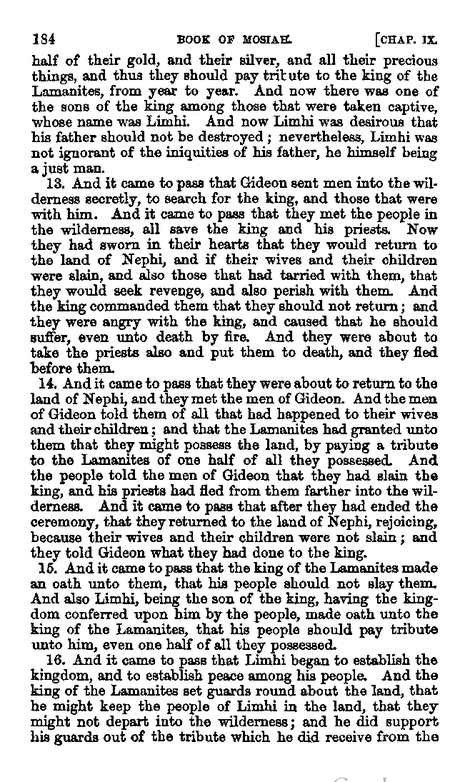 184 BOOK OF MOSIAH. [CHAP. IX.
half of their gold, and their silver, and all their precious
things, and thus they should pay tribute to the king of the
Lamanites, from year to year. And now there was one of
the sons of the king among those that were taken captive,
whose name was Limhi. And now Limhi was desirous that
his father should not be destroyed; nevertheless, Limhi was
not ignorant of the iniquities of his father, he himself being
a just man.
13. And it came to pass that Gideon sent men into the wil-
derness secretly, to search for the king, and those that were
with him. And it came to pass that they met the people in
the wilderness, all save the king and his priests. Now
they had sworn in their hearts that they would return to
the land of Nephi, and if their wives and their children
were slain, and also those that had tarried with them, that
they would seek revenge, and also perish with them. And
the king commanded them that they should not return; and
they were angry with the king, and caused that he should
suffer, even unto death by fire. And they were about to
take the priests also and put them to death, and they fled
before them.
14. And it came to pass that they were about to return to the
land of Nephi, and they met the men of Gideon. And the men
of Gideon told them of all that had happened to their wives
and their children; and that the Lamanites had granted unto
them that they might possess the land, by paying a tribute
to the Lamanites of one half of all they possessed. And
the people told the men of Gideon that they had slain the
king, and his priests had fled from them farther into the wil-
derness. And it came to pass that after they had ended the
ceremony, that they returned to the land of Nephi, rejoicing,
because their wives and their children were not slain; and
they told Gideon what they had done to the king.
15. And it came to pass that the king of the Lamanites made
an oath unto them, that his people should not slay them.
And also Limhi, being the son of the king, having the king-
dom conferred upon him by the people, made oath unto the
king of the Lamanites, that his people should pay tribute
unto him, even one half of all they possessed.
16. And it came to pass that Limhi began to establish the
kingdom, and to establish peace among his people. And the
king of the Lamanites set guards round about the land, that
he might keep the people of Limhi in the land, that they
might not depart into the wilderness; and he did support
his guards out of the tribute which he did receive from the